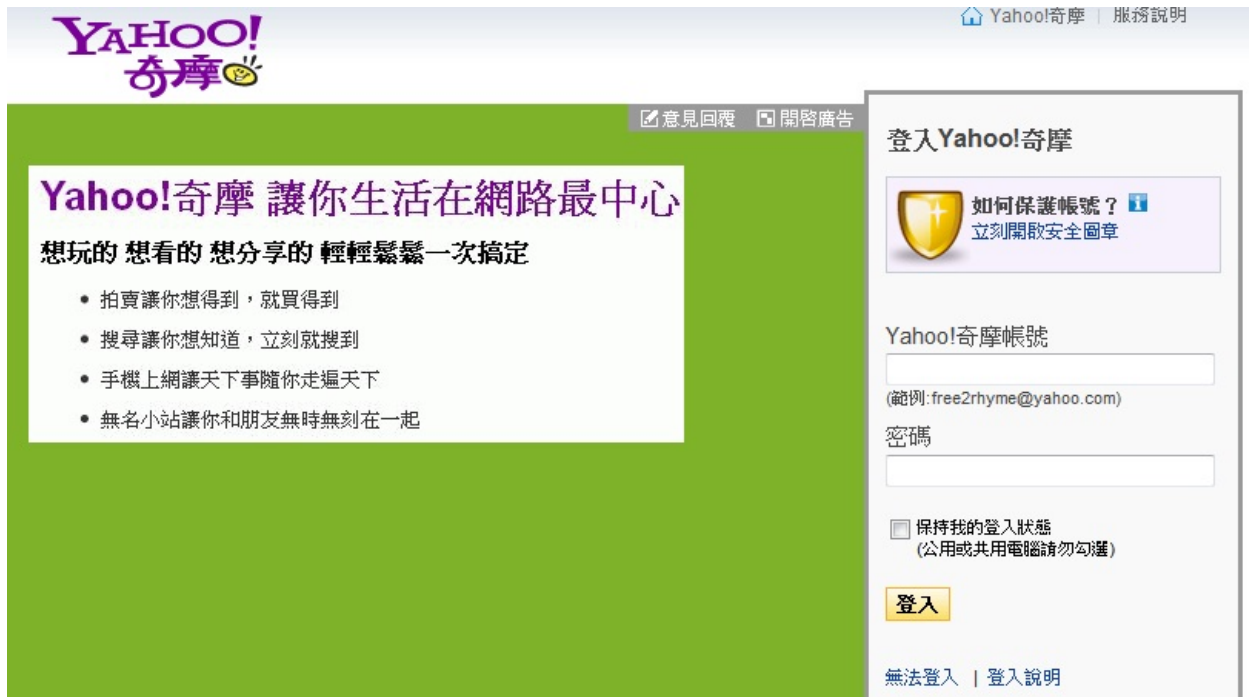 YAHOO!
奇摩
Yahoo!奇摩 | 服務說明
意見回覆 開啓廣告
Yahoo!奇摩 讓你生活在網路最中心
想玩的 想看的 想分享的 輕輕鬆鬆一次搞定
• 拍賣讓你想得到，就買得到
• 搜尋讓你想知道，立刻就搜到
• 手機上網讓天下事隨你走遍天下
• 無名小站讓你和朋友無時無刻在一起
登入Yahoo!奇摩
如何保護帳號？
立刻開啟安全圖章
Yahoo!奇摩帳號
(範例:free2rhyme@yahoo.com)
密碼
保持我的登入狀態
(公用或共用電腦請勿勾選)
登入
無法登入 | 登入說明